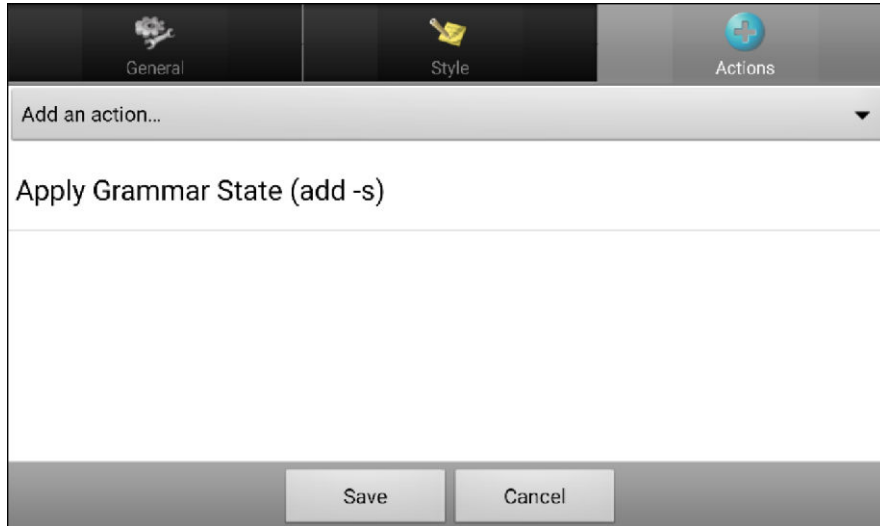 General
Style
Actions
Add an action...
Apply Grammar State (add -s)
Save
Cancel